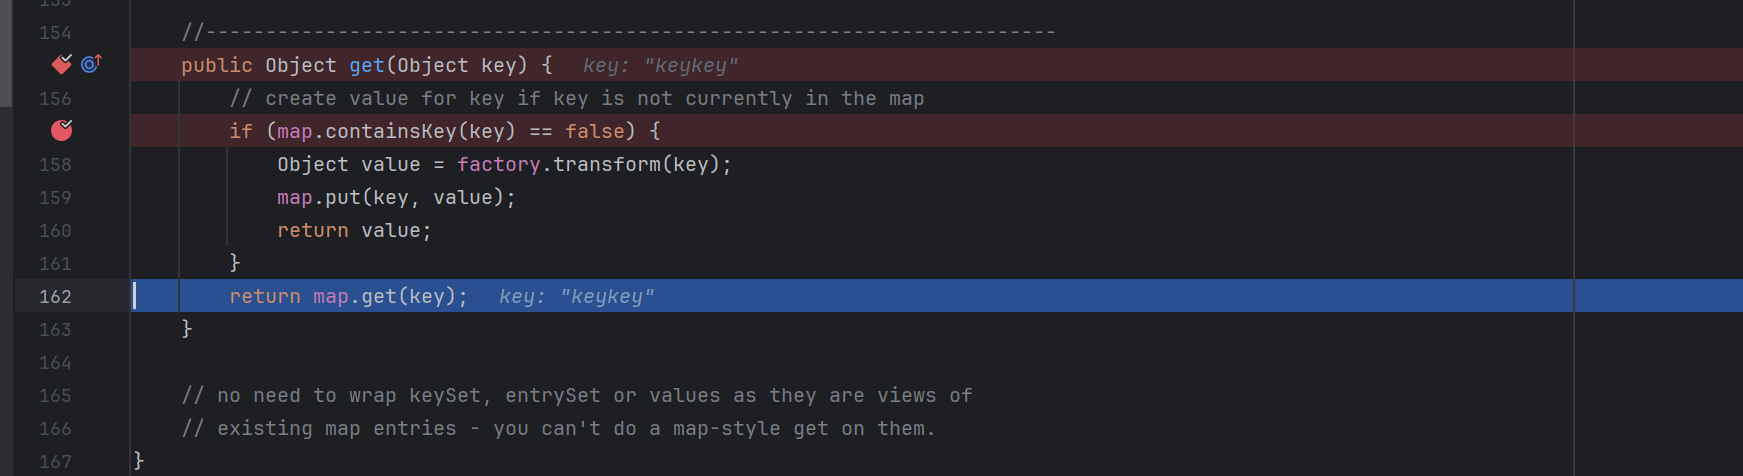 153
154 //-----------------------------------------------------------------------
public Object get(Object key) { key: "keykey"
156 // create value for key if key is not currently in the map
if (map.containsKey(key) == false) {
158 Object value = factory.transform(key);
159 map.put(key, value);
160 return value;
161 }
162 return map.get(key); key: "keykey"
163 }
164
165 // no need to wrap keySet, entrySet or values as they are views of
166 // existing map entries - you can't do a map-style get on them.
167 }